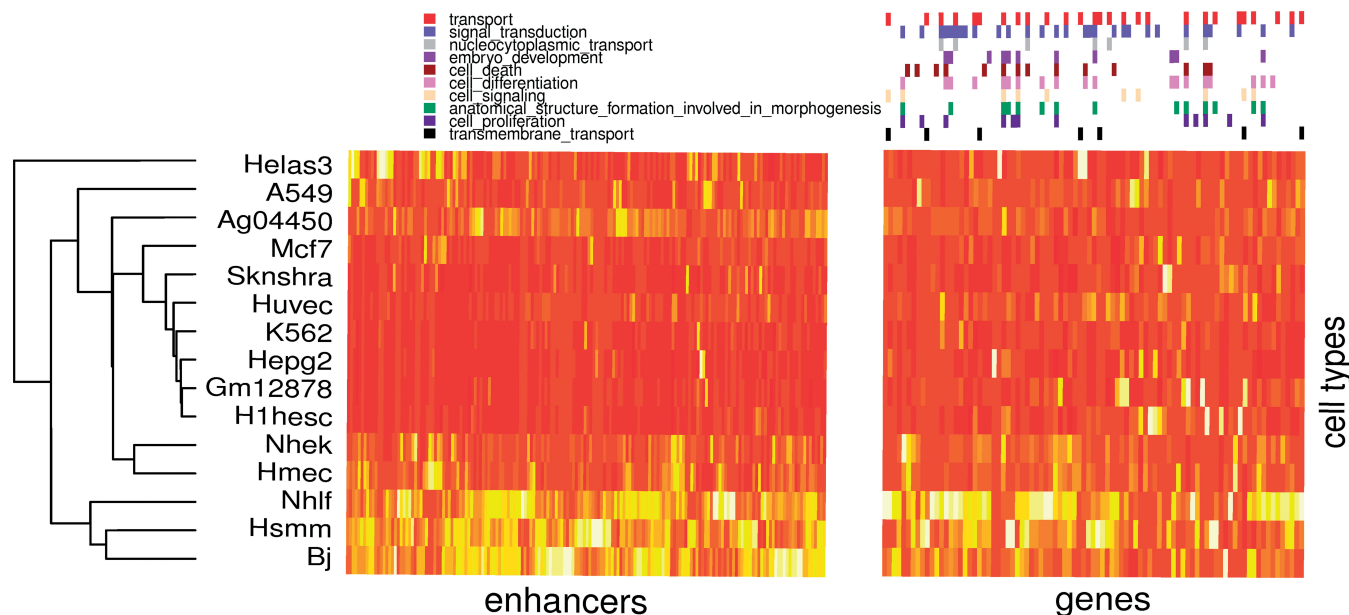 transport
signal_transduction
nucleocytoplasmic_transport
embryo_development
cell_death
cell_differentiation
cell_signaling
anatomical_structure_formation_involved_in_morphogenesis
cell_proliferation
transmembrane_transport
Helas3
A549
Ag04450
Mcf7
Sknshra
Huvec
K562
Hepg2
Gm12878
H1hesc
Nhek
Hmec
Nhlf
Hsmm
Bj
cell types
enhancers
genes